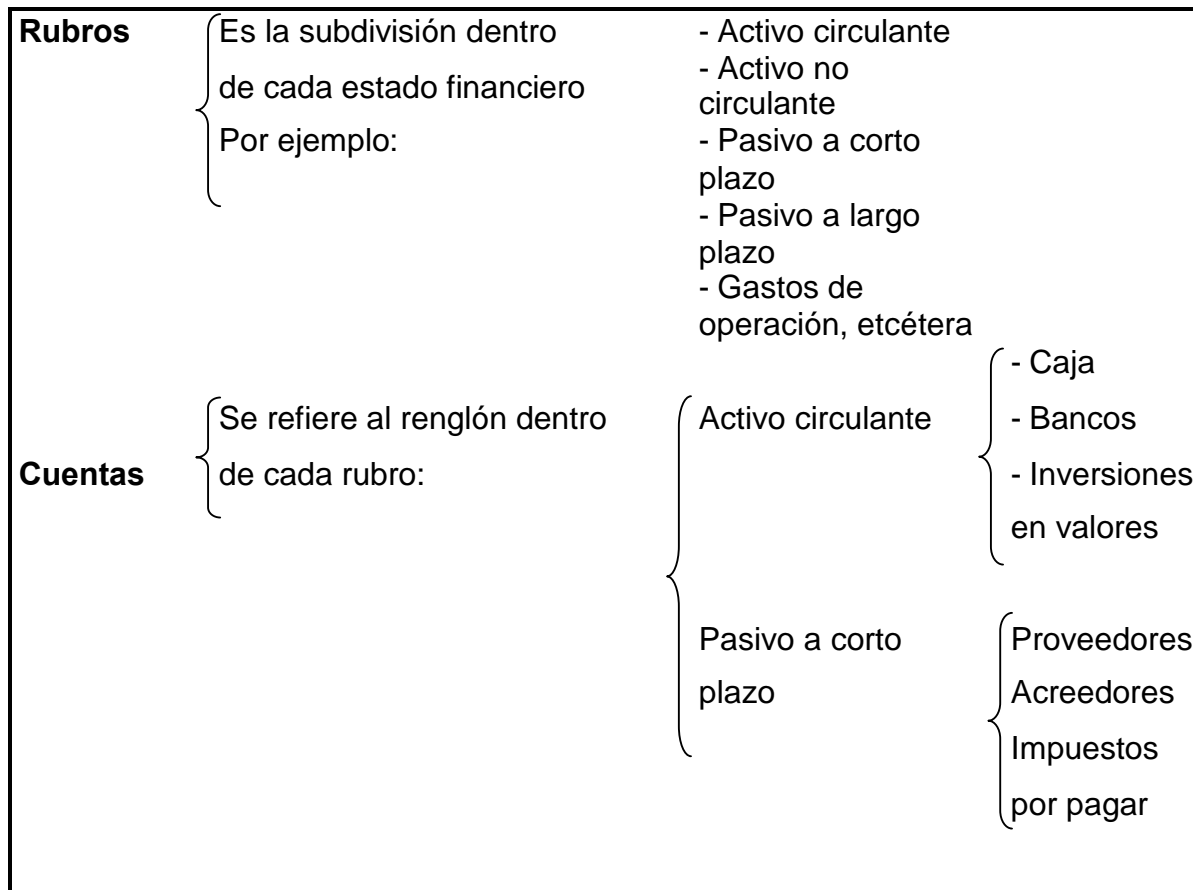 Rubros
Es la subdivisión dentro
de cada estado financiero
Por ejemplo:
- Activo circulante
- Activo no
circulante
- Pasivo a corto
plazo
- Pasivo a largo
plazo
- Gastos de
operación, etcétera
Cuentas
Se refiere al renglón dentro
de cada rubro:
Activo circulante
- Caja
- Bancos
- Inversiones
en valores
Pasivo a corto
plazo
Proveedores
Acreedores
Impuestos
por pagar